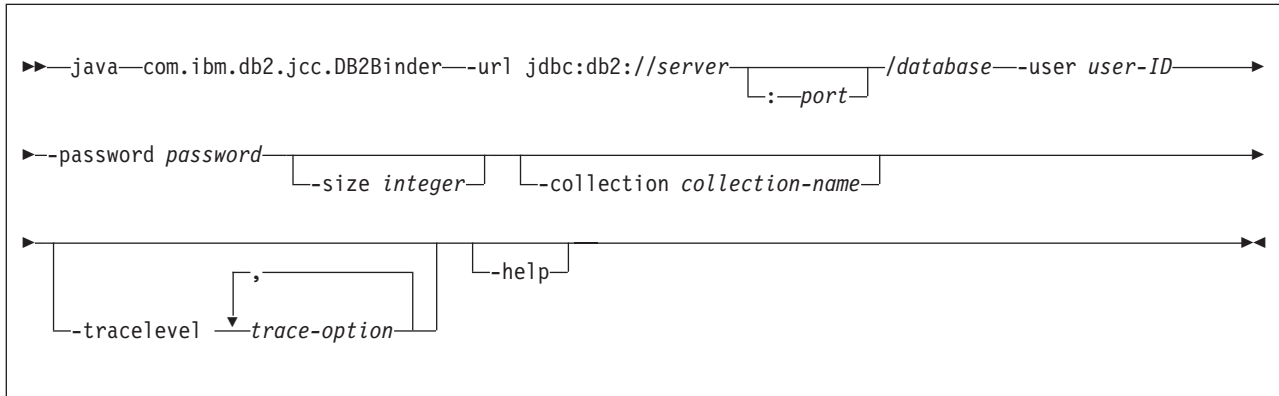 java com.ibm.db2.jcc.DB2Binder -url jdbc:db2://server /database -user user-ID
: port
-password password
-size integer -collection collection-name
,
-help
-tracelevel trace-option